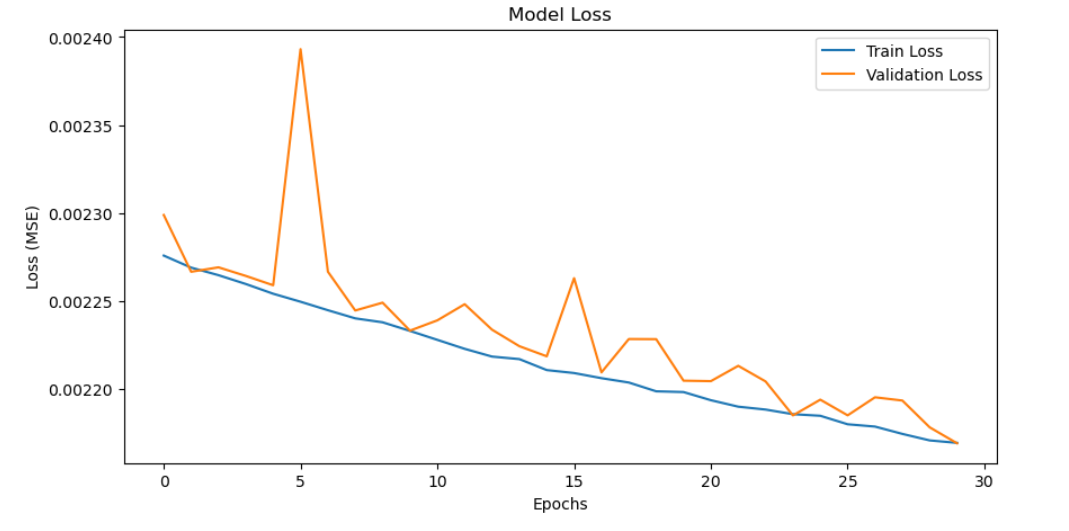 Model Loss
Train Loss
Validation Loss
0.00240
0.00235
0.00230
0.00225
0.00220
Loss (MSE)
0 5 10 15 20 25 30
Epochs